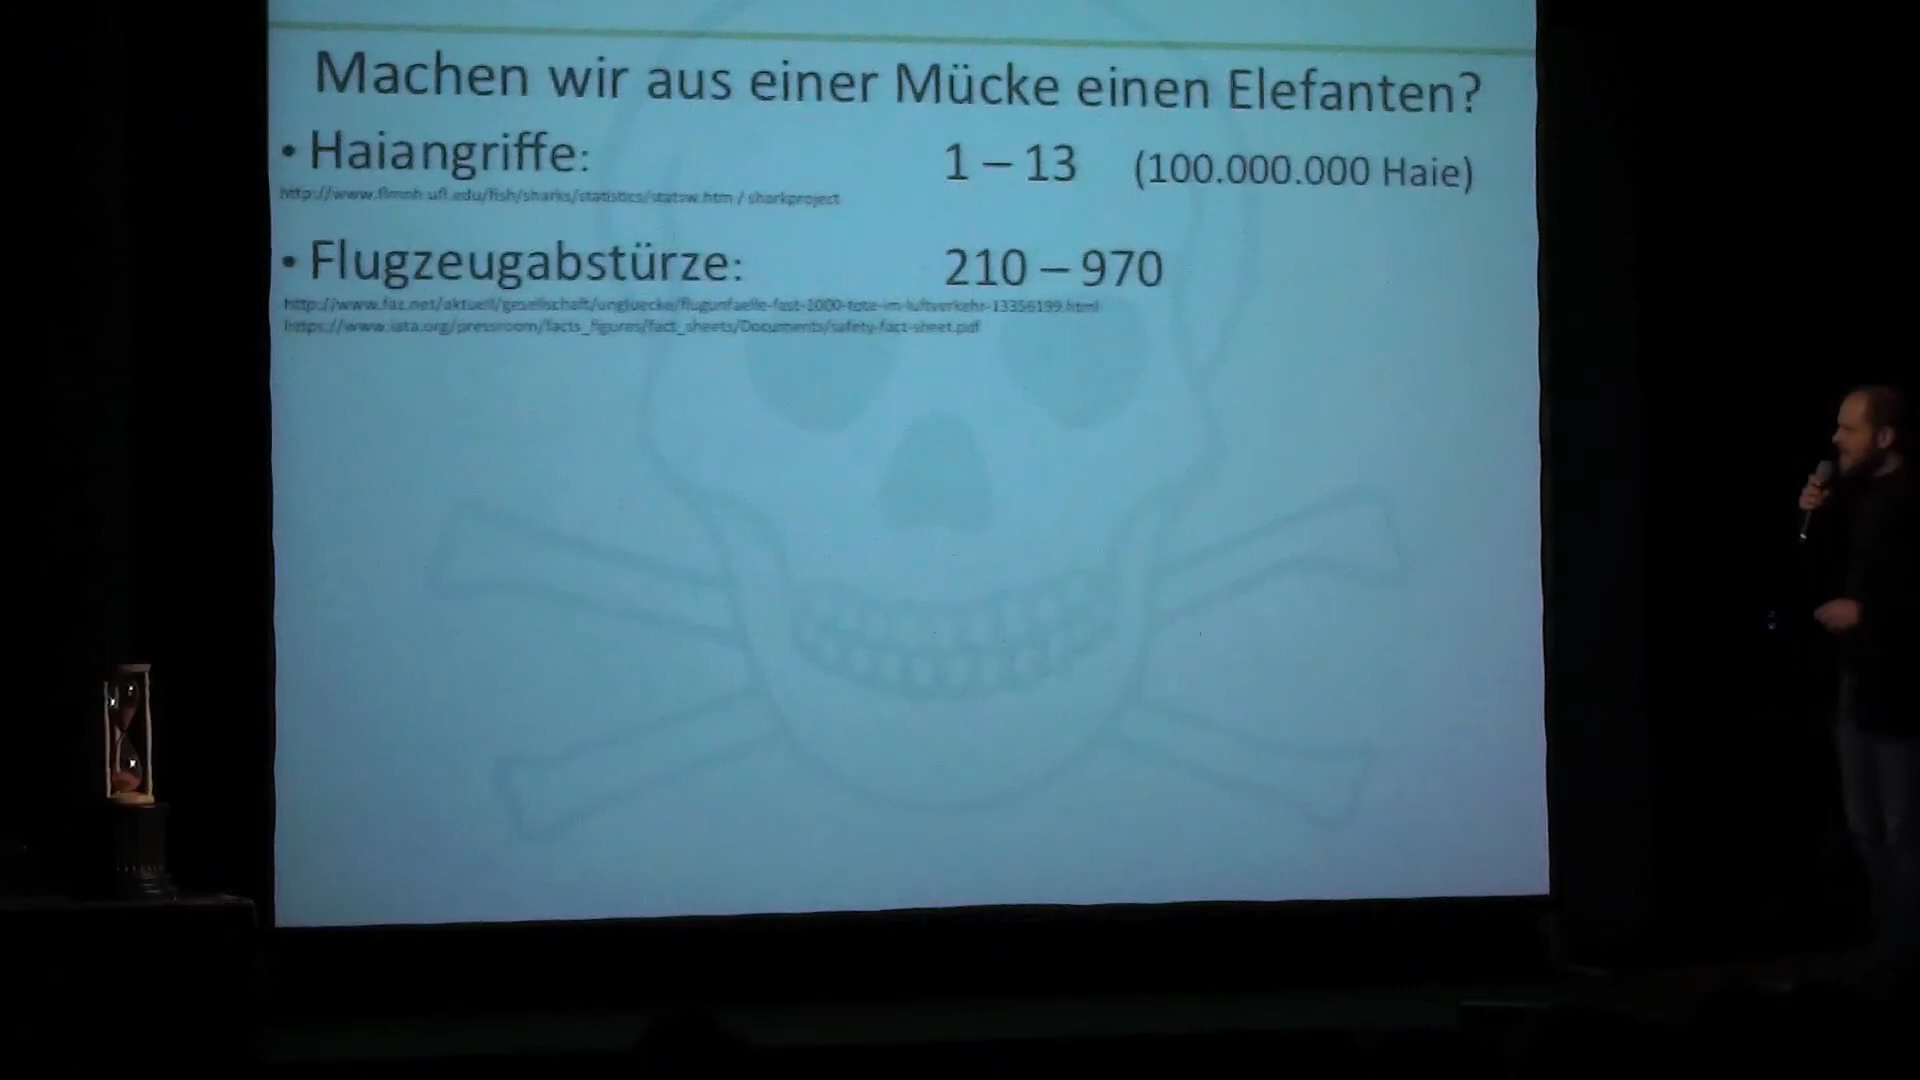 Machen wir aus einer Mücke einen Elefanten?
• Haiangriffe: 1 – 13 (100.000.000 Haie)
http://www.flmnh.ufl.edu/fish/sharks/statistics/statsw.htm / sharkproject
• Flugzeugabstürze: 210 – 970
http://www.faz.net/aktuell/gesellschaft/ungluecke/flugunfaelle-fast-1000-tote-im-luftverkehr-13356199.html
https://www.iata.org/pressroom/facts_figures/fact_sheets/Documents/safety-fact-sheet.pdf